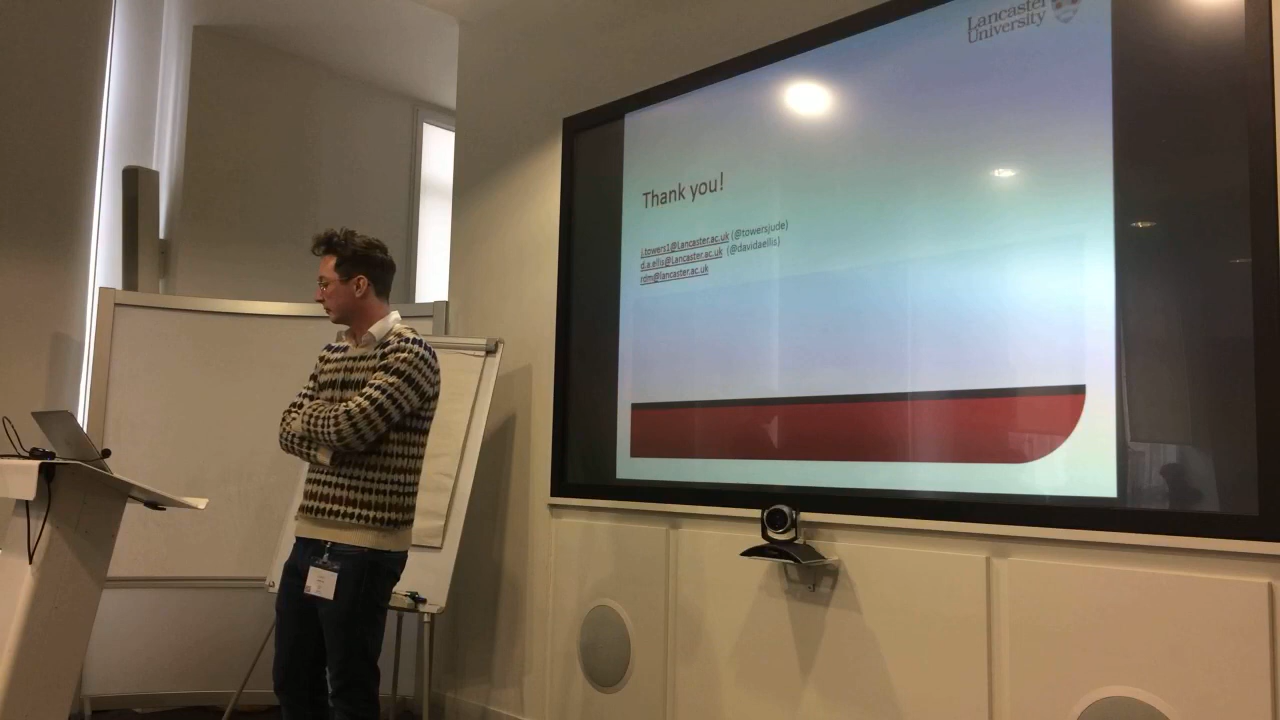 Lancaster
University
Thank you!
j.towers1@Lancaster.ac.uk (@towersjude)
d.a.ellis@Lancaster.ac.uk (@davidaellis)
rdm@lancaster.ac.uk